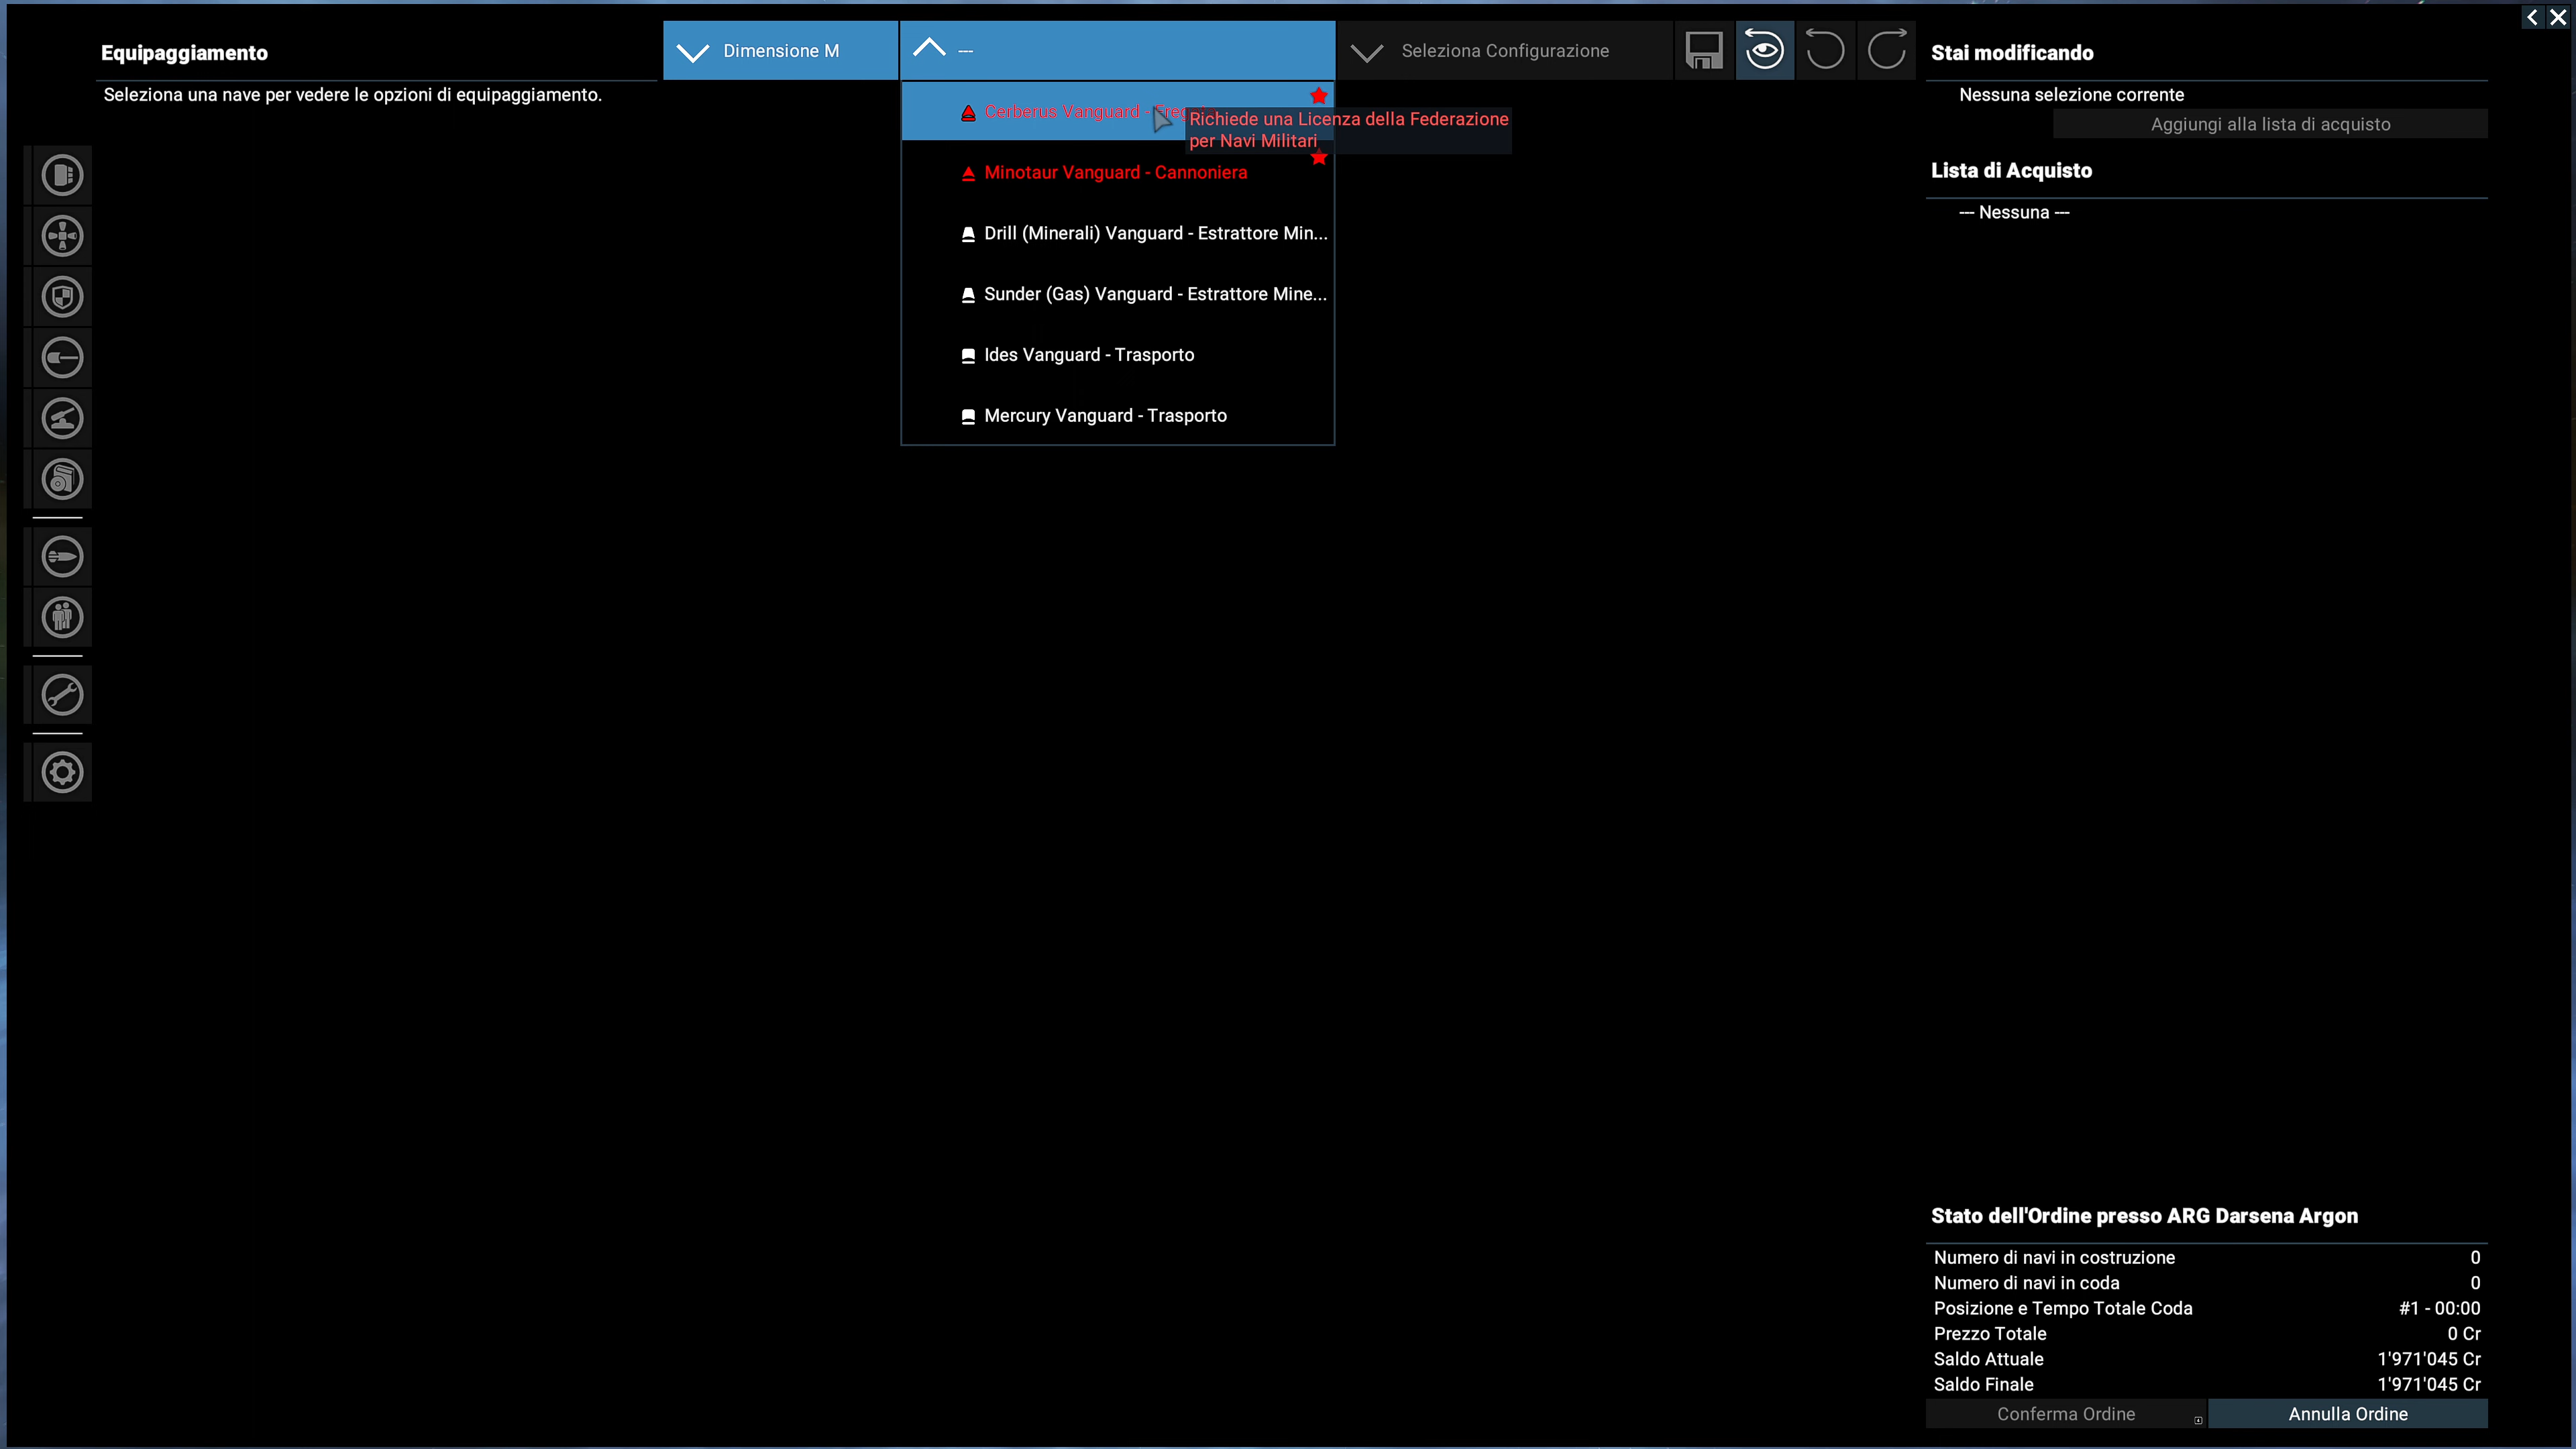 Equipaggiamento
Seleziona una nave per vedere le opzioni di equipaggiamento.
Dimensione M
---
Seleziona Configurazione
Cerberus Vanguard -
Richiede una Licenza della Federazione
per Navi Militari
Minotaur Vanguard - Cannoniera
Drill (Minerali) Vanguard - Estrattore Min...
Sunder (Gas) Vanguard - Estrattore Mine...
Ides Vanguard - Trasporto
Mercury Vanguard - Trasporto
Stai modificando
Nessuna selezione corrente
Aggiungi alla lista di acquisto
Lista di Acquisto
--- Nessuna ---
Stato dell'Ordine presso ARG Darsena Argon
Numero di navi in costruzione 0
Numero di navi in coda 0
Posizione e Tempo Totale Coda #1 - 00:00
Prezzo Totale 0 Cr
Saldo Attuale 1'971'045 Cr
Saldo Finale 1'971'045 Cr
Conferma Ordine
Annulla Ordine